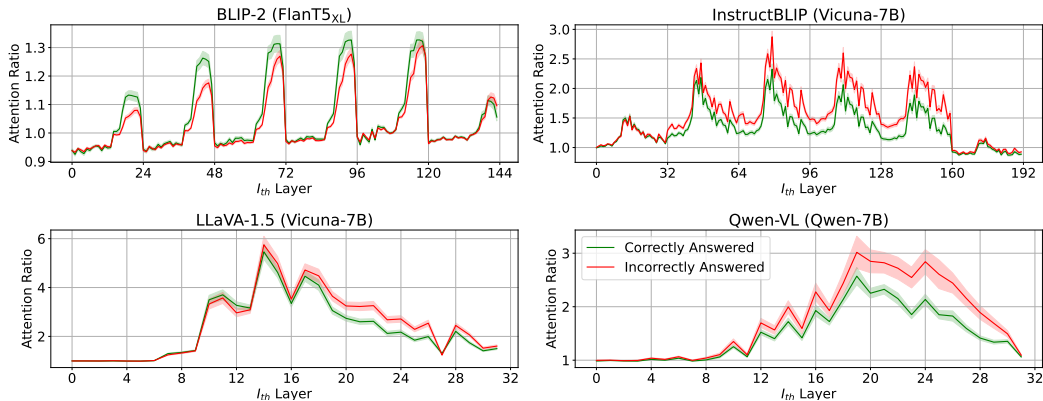 BLIP-2 (FlanT5XL)
Attention Ratio
1.3
1.2
1.1
1.0
0.9
0 24 48 72 96 120 144
Ith Layer
InstructBLIP (Vicuna-7B)
Attention Ratio
3.0
2.5
2.0
1.5
1.0
0 32 64 96 128 160 192
Ith Layer
LLaVA-1.5 (Vicuna-7B)
Attention Ratio
6
4
2
0 4 8 12 16 20 24 28 32
Ith Layer
Qwen-VL (Qwen-7B)
Attention Ratio
3
2
1
Correctly Answered
Incorrectly Answered
0 4 8 12 16 20 24 28 32
Ith Layer